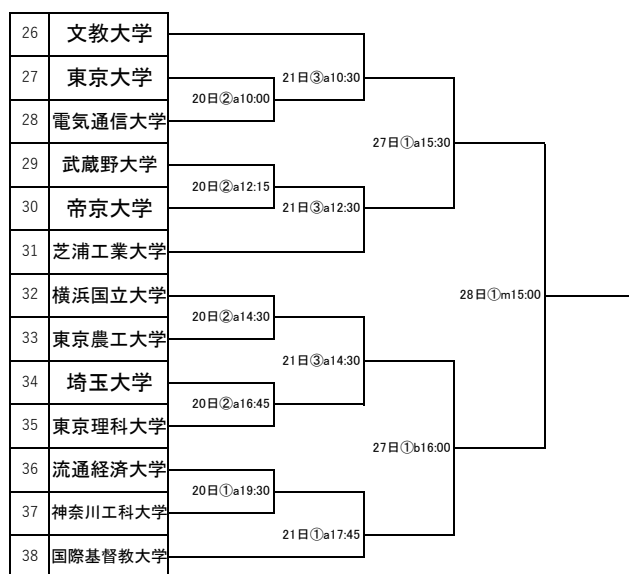 26 文教大学
27 東京大学
21日③a10:30
20日②a10:00
28 電気通信大学
27日①a15:30
29 武蔵野大学
20日②a12:15
30 帝京大学
21日③a12:30
31 芝浦工業大学
32 横浜国立大学
28日①m15:00
20日②a14:30
33 東京農工大学
21日③a14:30
34 埼玉大学
20日②a16:45
35 東京理科大学
27日①b16:00
36 流通経済大学
20日①a19:30
37 神奈川工科大学
21日①a17:45
38 国際基督教大学